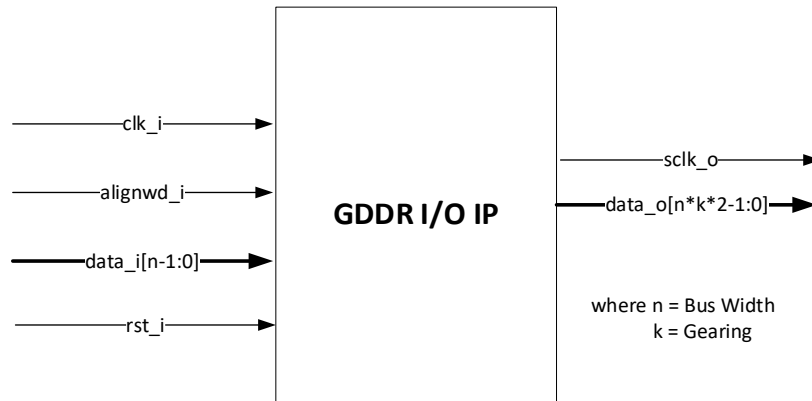 clk_i
alignwd_i
data_i[n-1:0]
rst_i
GDDR I/O IP
sclk_o
data_o[n*k*2-1:0]
where n = Bus Width
k = Gearing